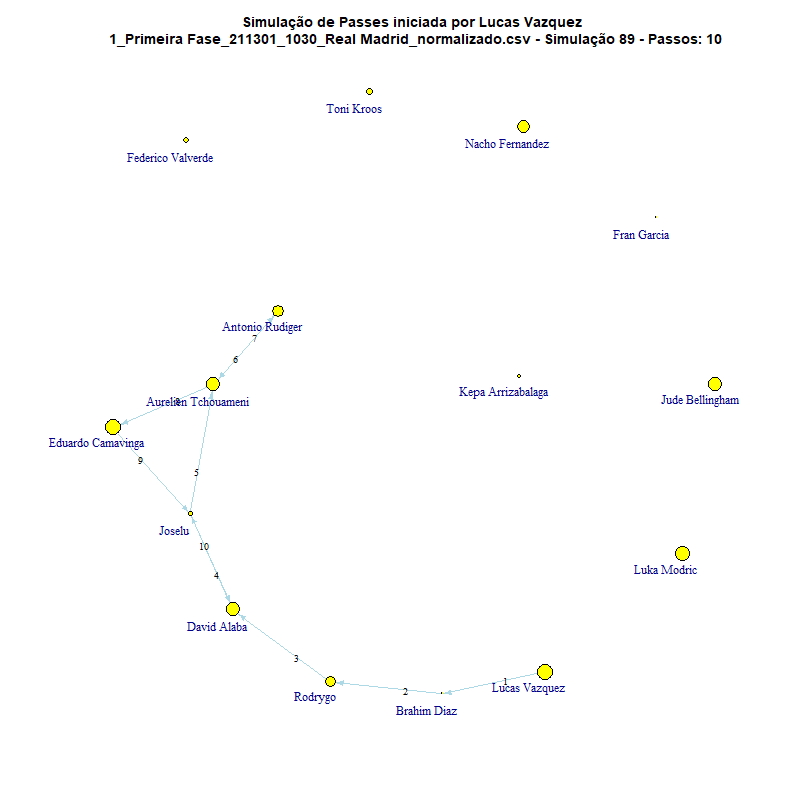 Simulação de Passes iniciada por Lucas Vazquez
1_Primeira Fase_211301_1030_Real Madrid_normalizado.csv - Simulação 89 - Passos: 10
Toni Kroos
Nacho Fernandez
Federico Valverde
Fran Garcia
Antonio Rudiger
7
6
Kepa Arrizabalaga
Jude Bellingham
Aurelien Tchouameni
8
Eduardo Camavinga
9
5
Joselu
10
Luka Modric
4
David Alaba
3
Lucas Vazquez
1
2
Rodrygo
Brahim Diaz